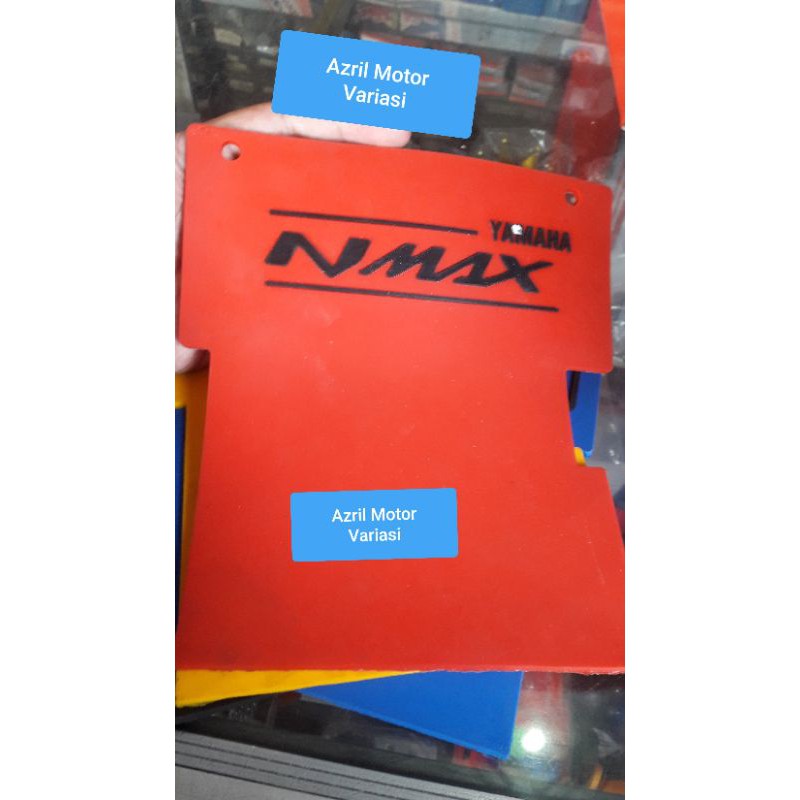 Azril Motor
Variasi
YAMAHA
NMAX
Azril Motor
Variasi